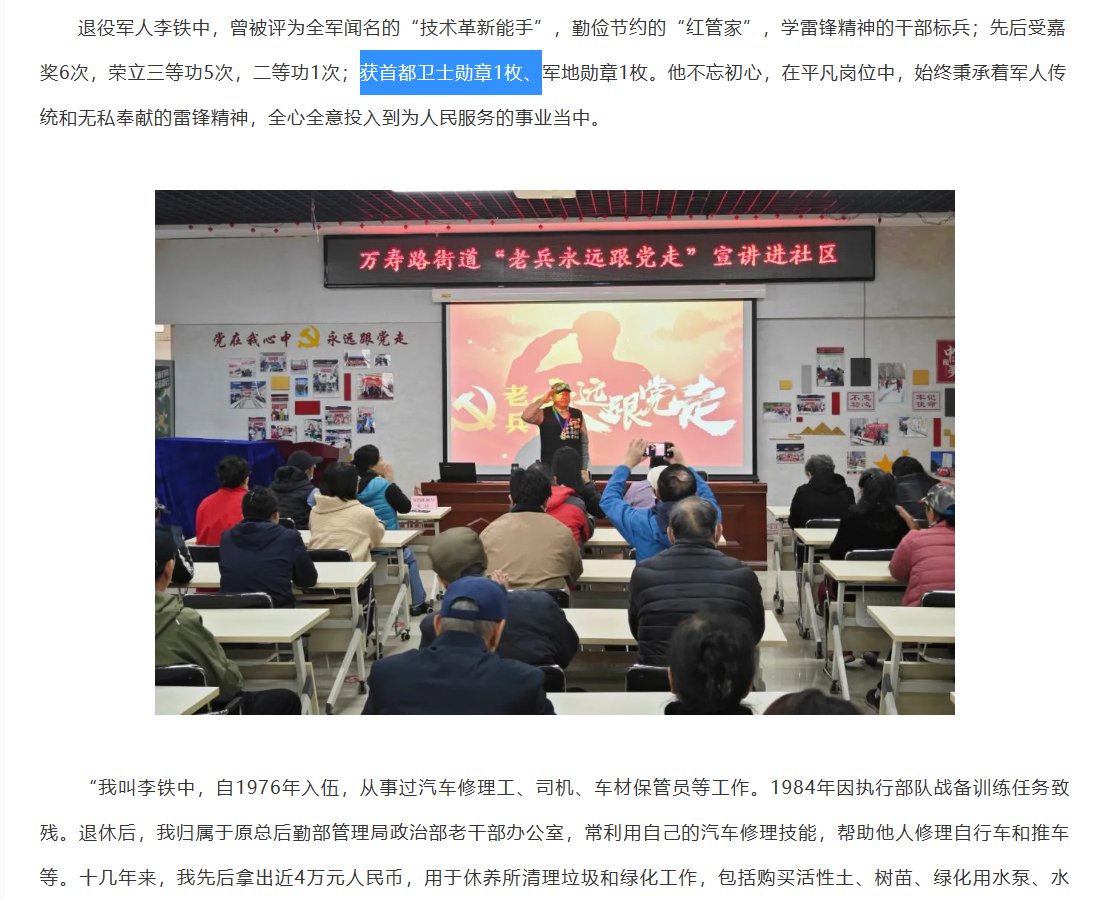 退役军人李铁中，曾被评为全军闻名的“技术革新能手”，勤俭节约的“红管家”，学雷锋精神的干部标兵；先后受嘉
奖6次，荣立三等功5次，二等功1次；获首都卫士勋章1枚、军地勋章1枚。他不忘初心，在平凡岗位中，始终秉承着军人传
统和无私奉献的雷锋精神，全心全意投入到为人民服务的事业当中。
万寿路街道“老兵永远跟党走”宣讲进社区
党在我心中 永远跟党走
老兵永远跟党走
不忘初心
牢记使命
“我叫李铁中，自1976年入伍，从事过汽车修理工、司机、车材保管员等工作。1984年因执行部队战备训练任务致
残。退休后，我归属于原总后勤部管理局政治部老干部办公室，常利用自己的汽车修理技能，帮助他人修理自行车和推车
等。十几年来，我先后拿出近4万元人民币，用于休养所清理垃圾和绿化工作，包括购买活性土、树苗、绿化用水泵、水